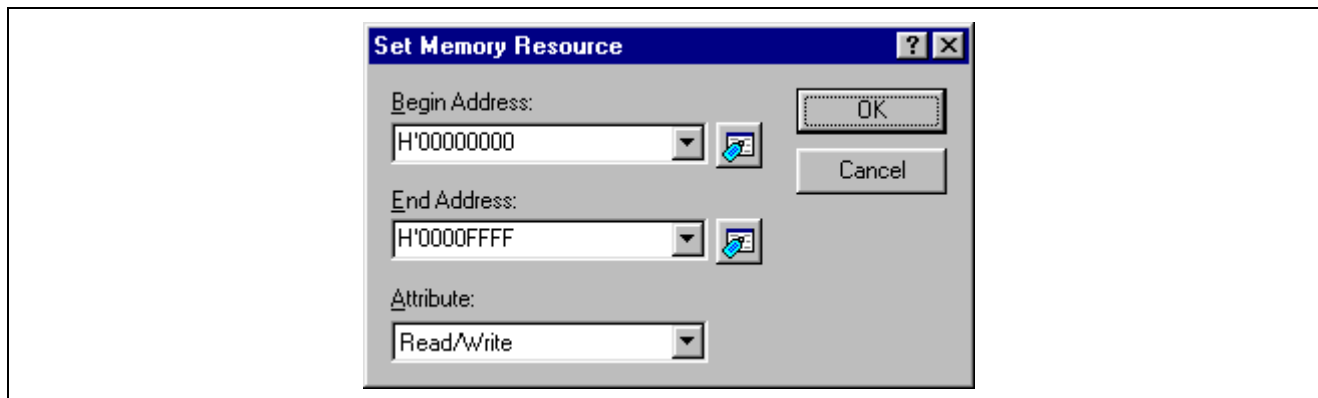 Set Memory Resource
Begin Address:
H'00000000
End Address:
H'0000FFFF
Attribute:
Read/Write
OK
Cancel